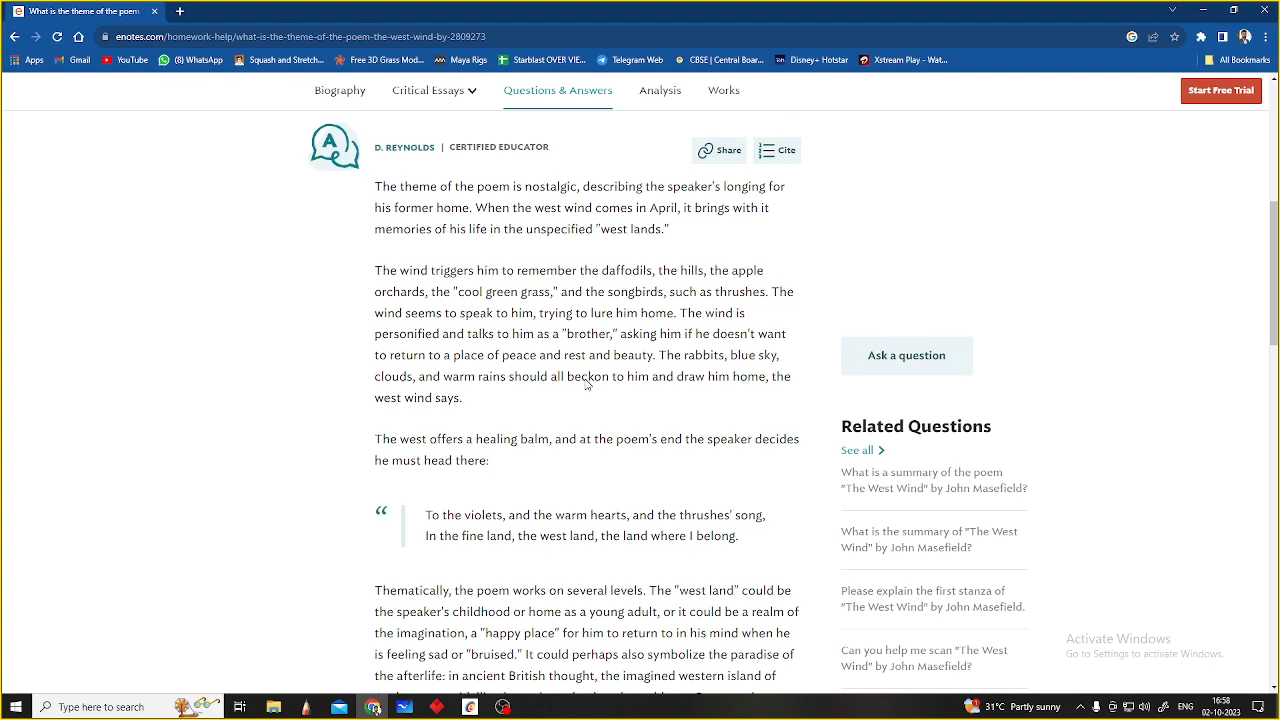 What is the theme of the poem
enotes.com/homework-help/what-is-the-theme-of-the-poem-the-west-wind-by-2809273
Apps
Gmail
YouTube
(8) WhatsApp
Squash and Stretch...
Free 3D Grass Mod...
Maya Rigs
Starblast OVER VIE...
Telegram Web
CBSE | Central Boar...
Disney+ Hotstar
Xstream Play - Wat...
All Bookmarks
Biography
Critical Essays
Questions & Answers
Analysis
Works
Start Free Trial
D. REYNOLDS | CERTIFIED EDUCATOR
Share
Cite
The theme of the poem is nostalgic, describing the speaker's longing for
his former home. When the west wind comes in April, it brings with it
memories of his life in the unspecified "west lands."
The wind triggers him to remember the daffodils, the hills, the apple
orchards, the "cool green grass," and the songbirds, such as thrushes. The
wind seems to speak to him, trying to lure him home. The wind is
personified and talks to him as a "brother," asking him if he doesn't want
to return to a place of peace and rest and beauty. The rabbits, blue sky,
clouds, and warm rains should all beckon to him and draw him home, the
west wind says.
The west offers a healing balm, and at the poem's end the speaker decides
he must head there:
To the violets, and the warm hearts, and the thrushes' song,
In the fine land, the west land, the land where I belong.
Thematically, the poem works on several levels. The "west land" could be
the speaker's childhood or home as a young adult, or it could be a realm of
the imagination, a "happy place" for him to return to in his mind when he
is feeling sad or "bruised." It could perhaps also symbolize the paradise of
the afterlife: in ancient British thought, the imagined western island of
Ask a question
Related Questions
See all
What is a summary of the poem
"The West Wind" by John Masefield?
What is the summary of "The West
Wind" by John Masefield?
Please explain the first stanza of
"The West Wind" by John Masefield.
Can you help me scan "The West
Wind" by John Masefield?
Activate Windows
Go to Settings to activate Windows.
Type here to search
31°C Partly sunny
ENG
16:58
02-10-2023